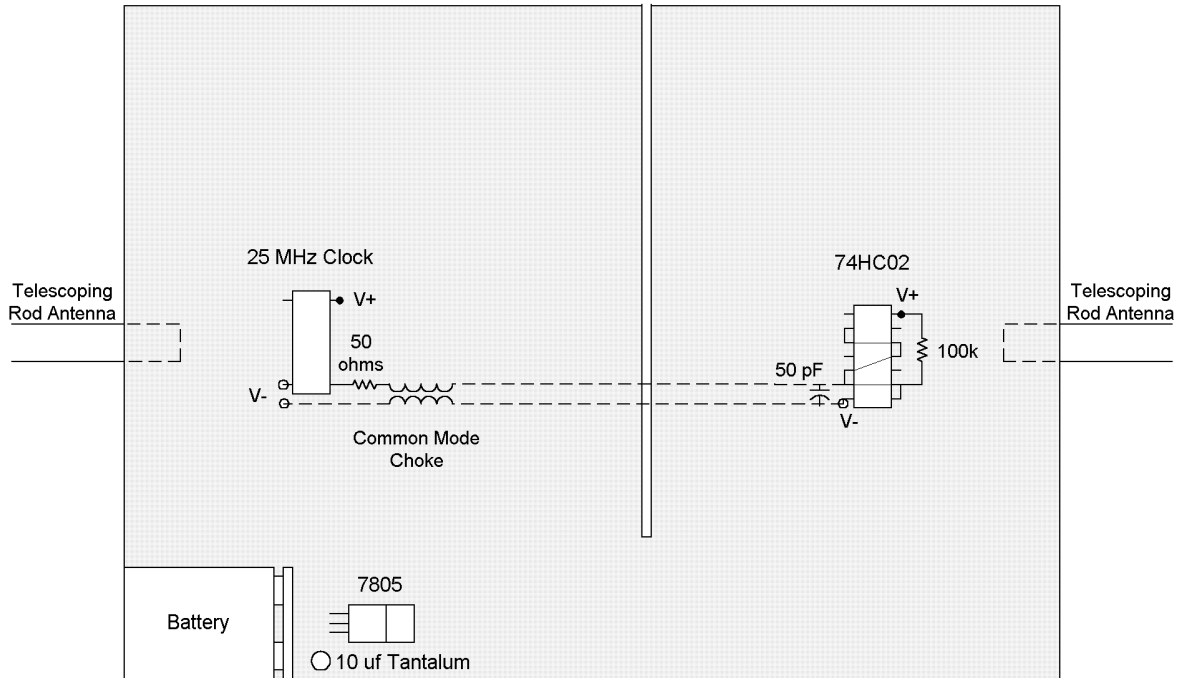 25 MHz Clock
74HC02
Telescoping
Rod Antenna
V+
V+
Telescoping
Rod Antenna
50
ohms
100k
50 pF
V-
V-
Common Mode
Choke
7805
Battery
10 uf Tantalum